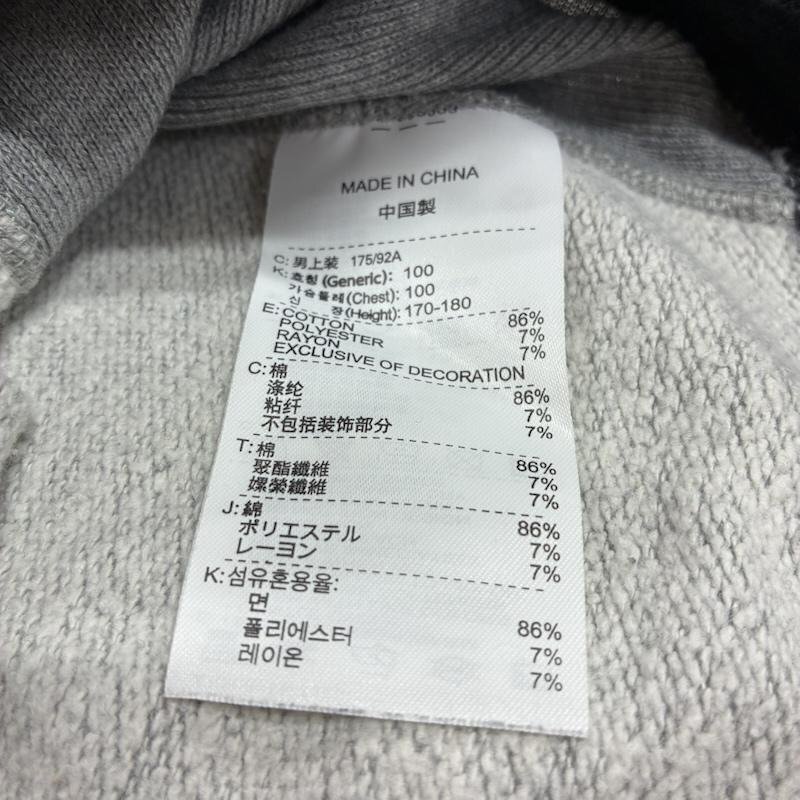 MADE IN CHINA
中国製
C: 男上装 175/92A
K: 호칭 (Generic): 100
가슴둘레(Chest): 100
신 장(Height): 170-180
E: COTTON 86%
POLYESTER 7%
RAYON 7%
EXCLUSIVE OF DECORATION
C: 棉 86%
涤纶 7%
粘纤 7%
不包括装饰部分
T: 棉 86%
聚酯纖維 7%
嫘縈纖維 7%
J: 綿 86%
ポリエステル 7%
レーヨン 7%
K: 섬유혼용율:
면 86%
폴리에스터 7%
레이온 7%